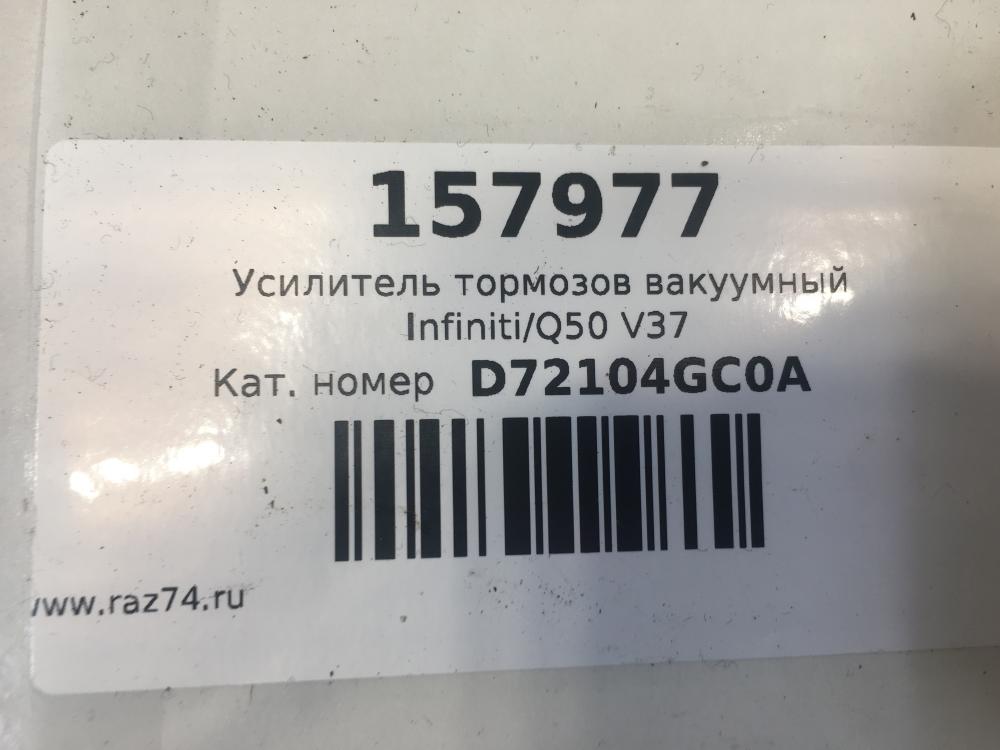 157977
Усилитель тормозов вакуумный
Infiniti/Q50 V37
Кат. номер D72104GC0A
www.raz74.ru